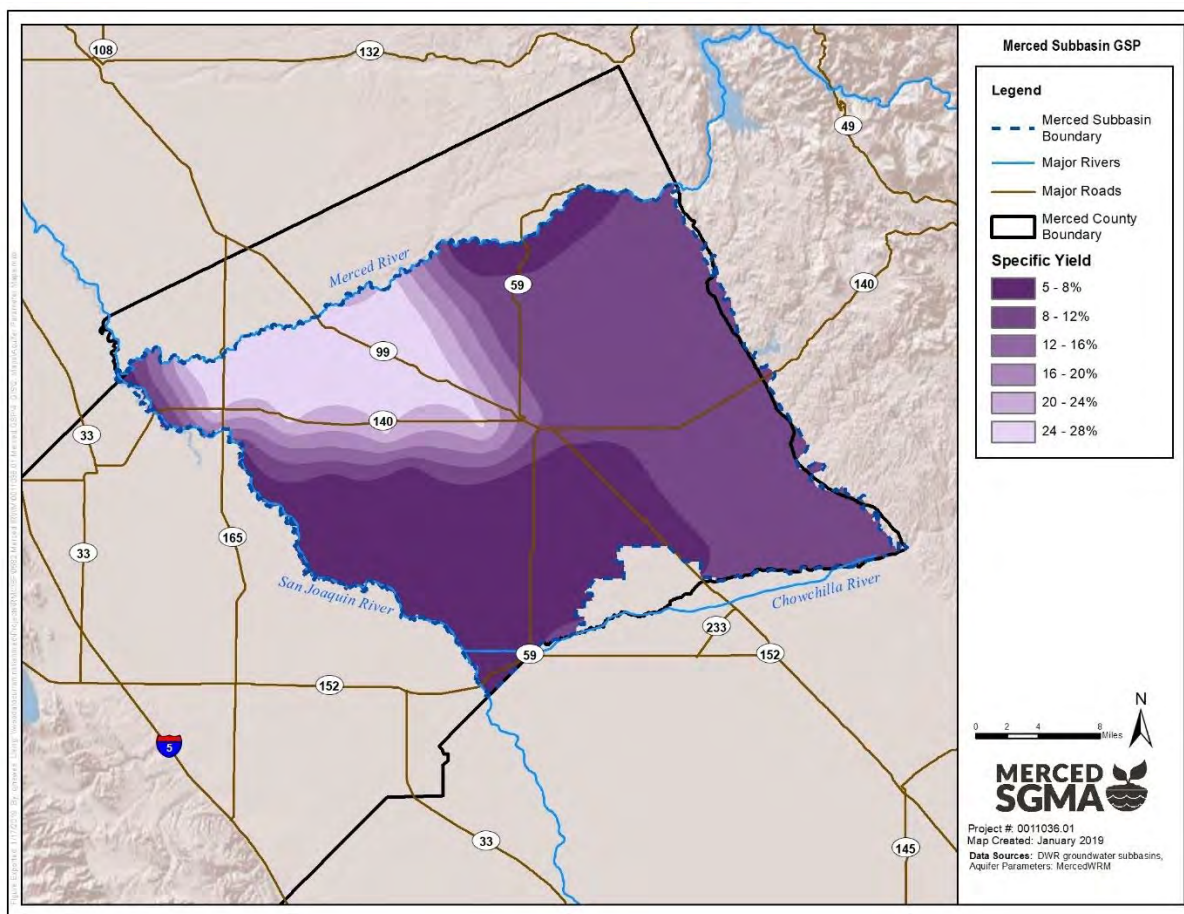 Merced Subbasin GSP
Legend
Merced Subbasin
Boundary
Major Rivers
Major Roads
Merced County
Boundary
Specific Yield
5 - 8%
8 - 12%
12 - 16%
16 - 20%
20 - 24%
24 - 28%
108
132
49
Merced River
59
140
99
140
33
165
33
San Joaquin River
Chowchilla River
233
59
152
152
5
33
145
N
0 2 4 8
Miles
MERCED
SGMA
Project #: 0011036.01
Map Created: January 2019
Data Sources: DWR groundwater subbasins,
Aquifer Parameters: MercedWRM